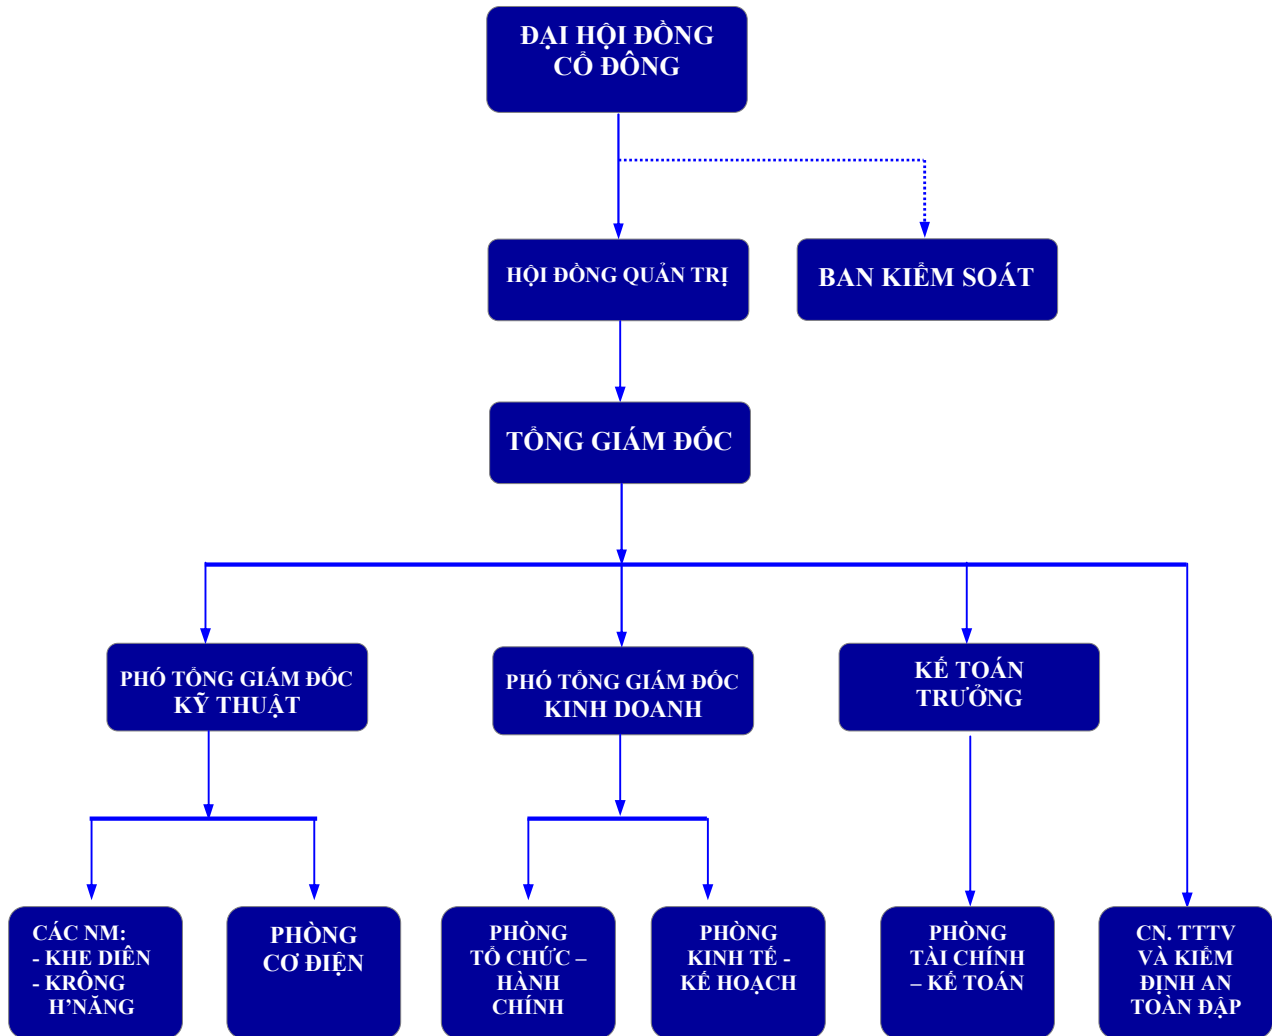 ĐẠI HỘI ĐỒNG
CỔ ĐÔNG
HỘI ĐỒNG QUẢN TRỊ
BAN KIỂM SOÁT
TỔNG GIÁM ĐỐC
PHÓ TỔNG GIÁM ĐỐC
KỸ THUẬT
PHÓ TỔNG GIÁM ĐỐC
KINH DOANH
KẾ TOÁN
TRƯỞNG
CÁC NM:
- KHE DIÊN
- KRÔNG
H'NĂNG
PHÒNG
CƠ ĐIỆN
PHÒNG
TỔ CHỨC –
HÀNH
CHÍNH
PHÒNG
KINH TẾ -
KẾ HOẠCH
PHÒNG
TÀI CHÍNH
– KẾ TOÁN
CN. TTTV
VÀ KIỂM
ĐỊNH AN
TOÀN ĐẬP